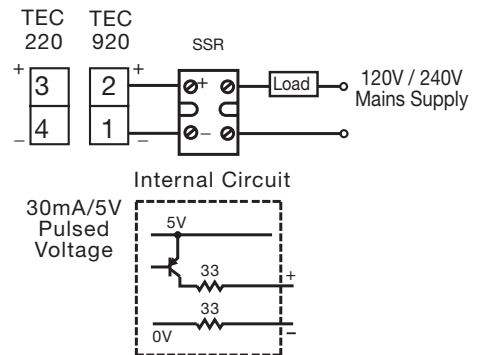 TEC
220
TEC
920
SSR
+
3
4
–
2
1
+
–
+
–
Load
120V / 240V
Mains Supply
Internal Circuit
30mA/5V
Pulsed
Voltage
5V
33
+
33
–
0V